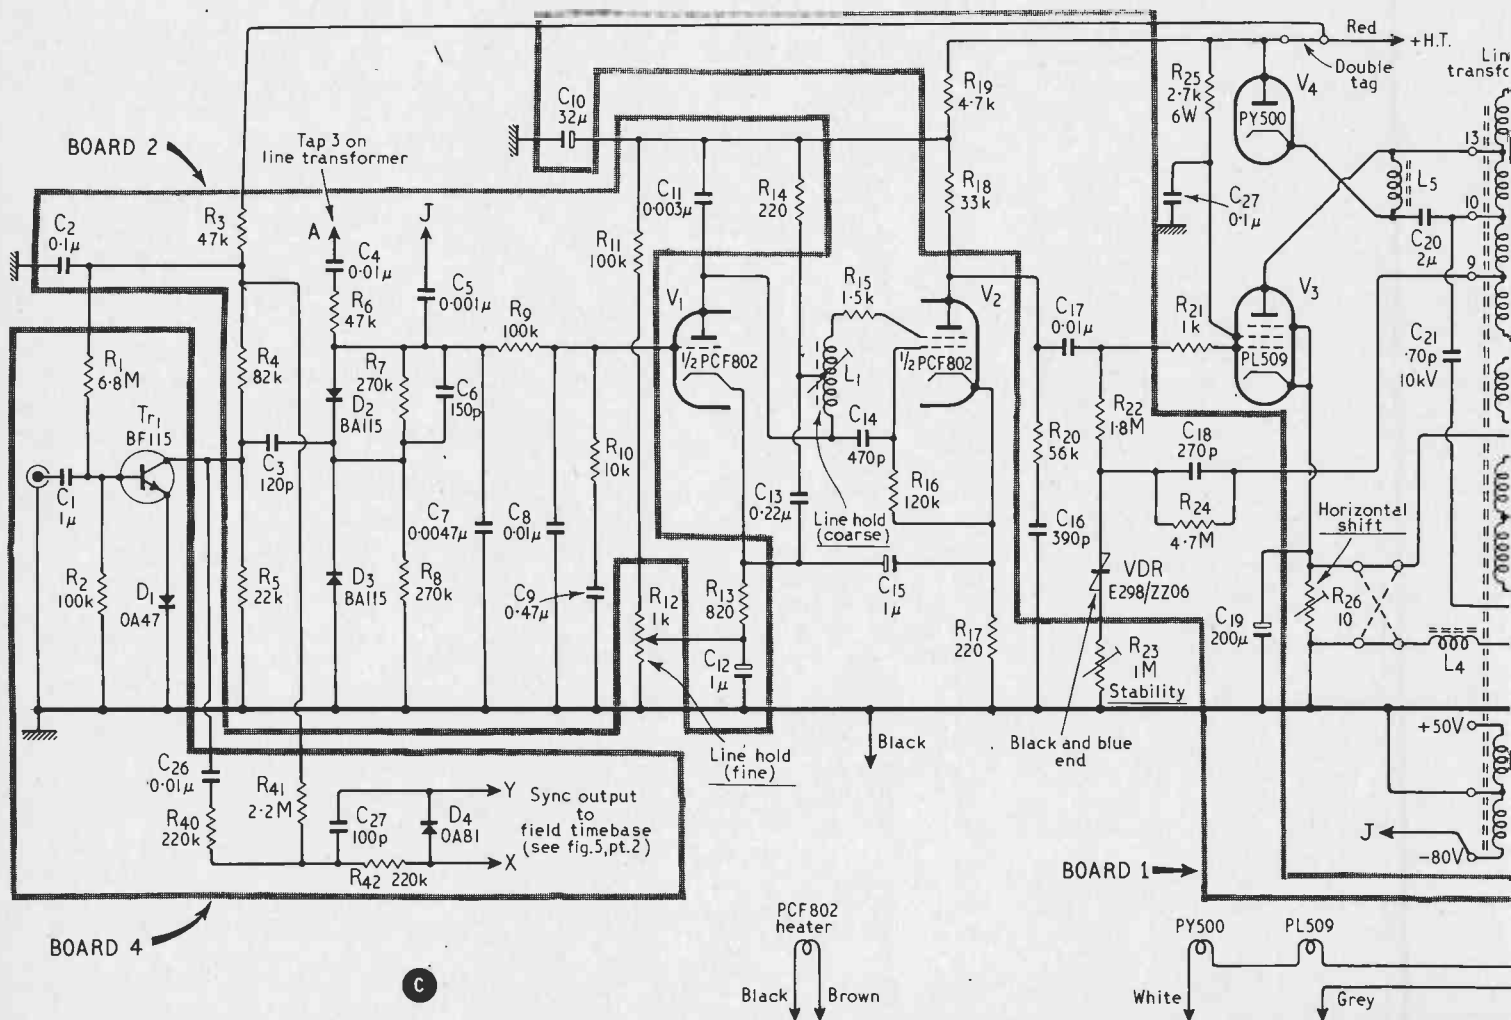 Red
+H.T.
Double
tag
Lin
transfo
BOARD 2
Tap 3 on
line transformer
C10
32μ
R19
4·7k
R25
2·7k
6W
V4
PY500
13
L5
10
C20
2μ
9
C2
0·1μ
R3
47k
A
J
C4
0·01μ
R6
47k
C5
0·001μ
R9
100k
R11
100k
C11
0·003μ
R14
220
R18
33k
C27
0·1μ
V1
½PCF802
R15
1·5k
L1
V2
½PCF802
C17
0·01μ
R21
1k
V3
PL509
C21
·70p
10kV
R1
6·8M
R4
82k
R7
270k
D2
BA115
C6
150p
Tr1
BF115
C1
1μ
C3
120p
R10
10k
C14
470p
R16
120k
C13
0·22μ
Line hold
(coarse)
R20
56k
R22
1·8M
C18
270p
R24
4·7M
C16
390p
Horizontal
shift
C7
0·0047μ
C8
0·01μ
R2
100k
D1
OA47
R5
22k
D3
BA115
R8
270k
C9
0·47μ
R12
1k
R13
820
C15
1μ
C12
1μ
R17
220
VDR
E298/ZZ06
R23
1M
Stability
C19
200μ
R26
10
L4
Line hold
(fine)
Black
Black and blue
end
+50V
J
-80V
C26
0·01μ
R40
220k
R41
2·2M
C27
100p
D4
OA81
R42 220k
Y
X
Sync output
to
field timebase
(see fig.5,pt.2)
BOARD 1
BOARD 4
C
PCF802
heater
Black
Brown
PY500
PL509
White
Grey